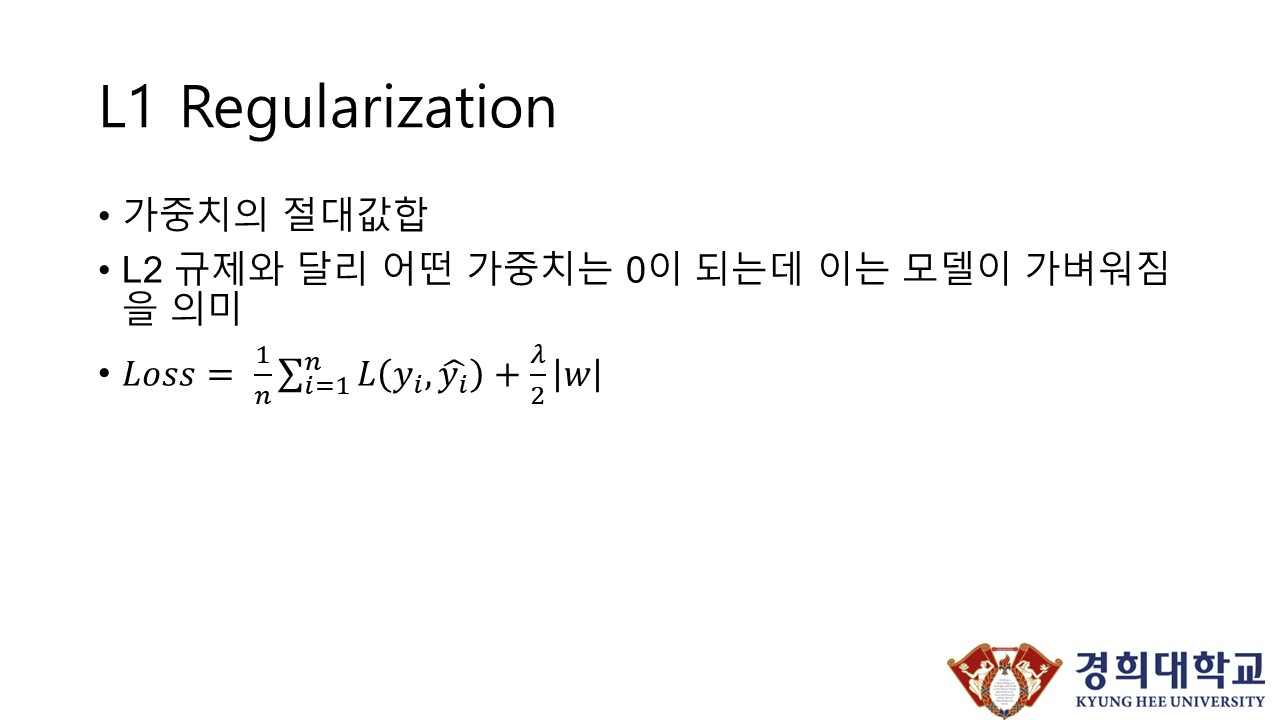 L1 Regularization
• 가중치의 절대값합
• L2 규제와 달리 어떤 가중치는 0이 되는데 이는 모델이 가벼워짐
을 의미
• $Loss = \frac{1}{n}\sum_{i=1}^{n} L(y_i, \widehat{y_i}) + \frac{\lambda}{2}|w|$
경희대학교
KYUNG HEE UNIVERSITY